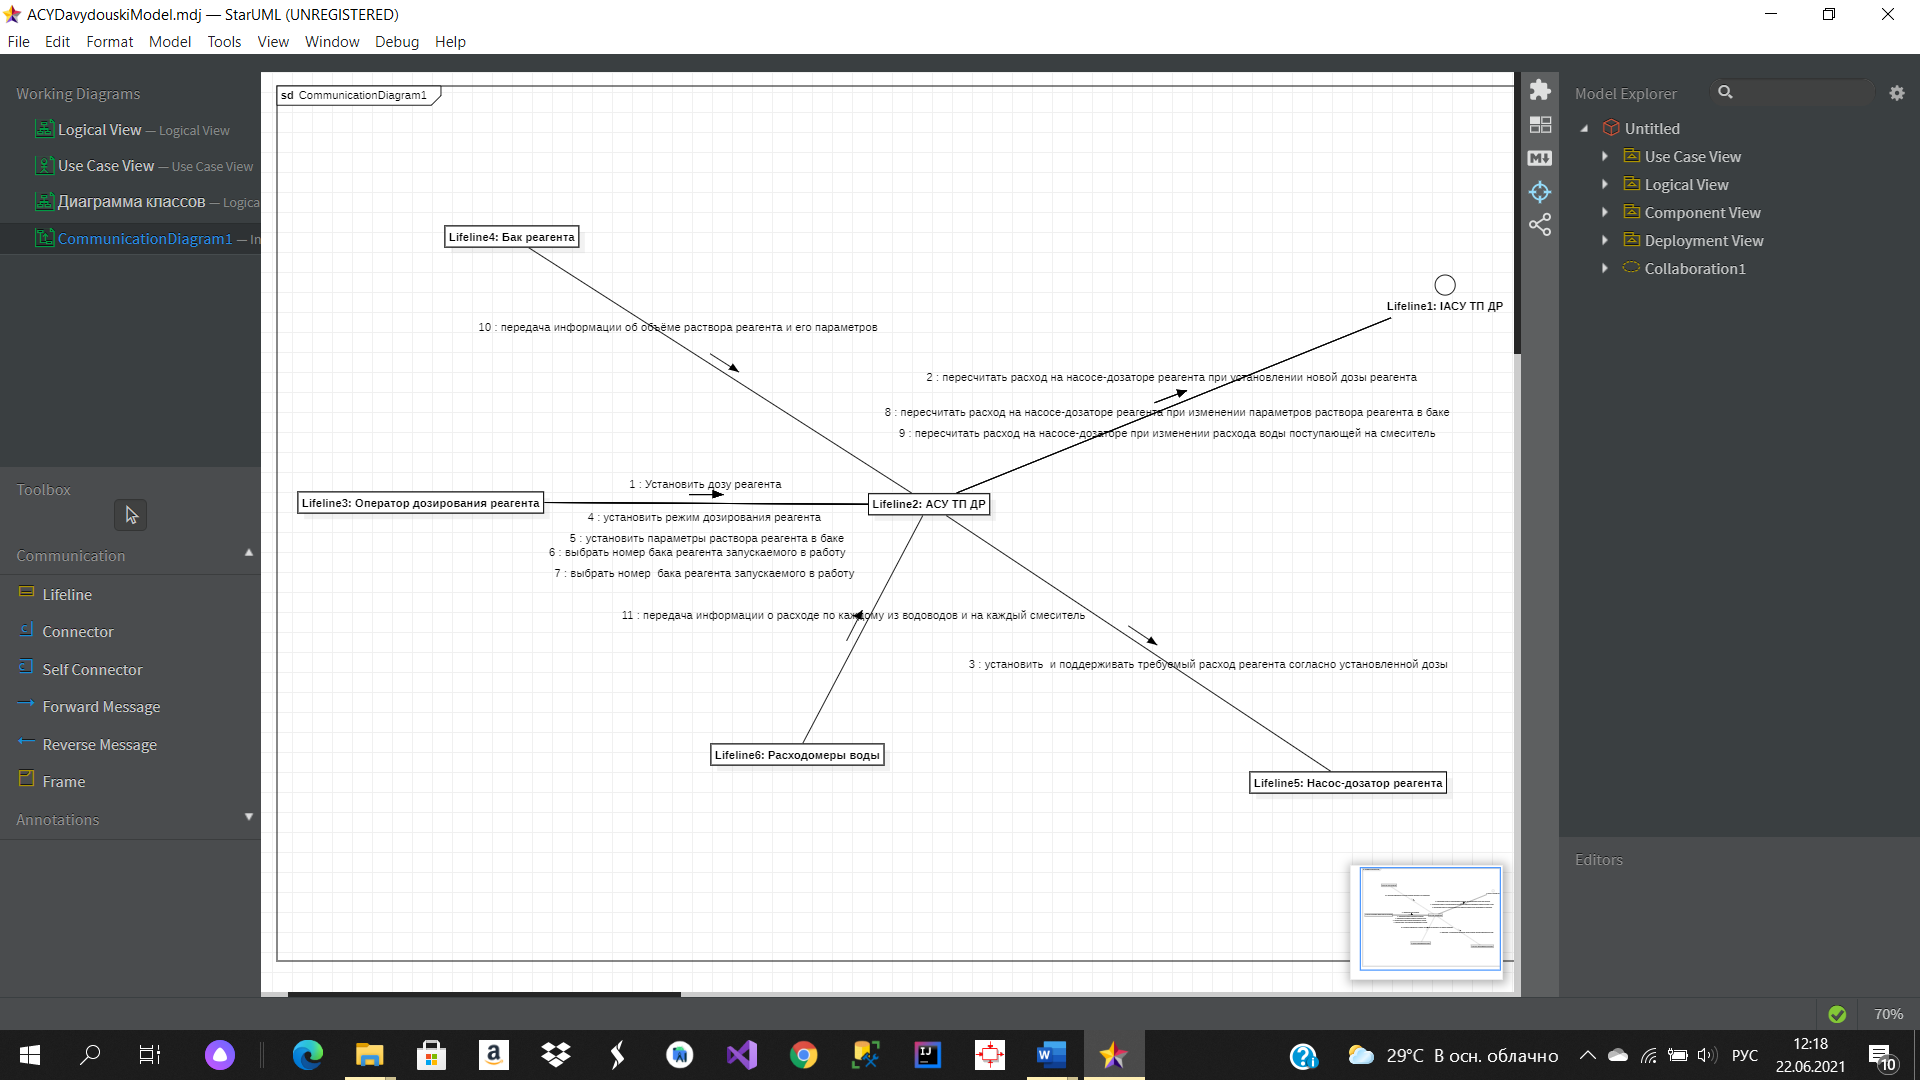 ACYDavydouskiModel.mdj — StarUML (UNREGISTERED)
File Edit Format Model Tools View Window Debug Help
Working Diagrams
Logical View — Logical View
Use Case View — Use Case View
Диаграмма классов — Logica
CommunicationDiagram1 — In
Toolbox
Communication
Lifeline
Connector
Self Connector
Forward Message
Reverse Message
Frame
Annotations
sd CommunicationDiagram1
Lifeline4: Бак реагента
Lifeline1: IАСУ ТП ДР
10 : передача информации об объёме раствора реагента и его параметров
2 : пересчитать расход на насосе-дозаторе реагента при установлении новой дозы реагента
8 : пересчитать расход на насосе-дозаторе реагента при изменении параметров раствора реагента в баке
9 : пересчитать расход на насосе-дозаторе при изменении расхода воды поступающей на смеситель
1 : Установить дозу реагента
Lifeline3: Оператор дозирования реагента
Lifeline2: АСУ ТП ДР
4 : установить режим дозирования реагента
5 : установить параметры раствора реагента в баке
6 : выбрать номер бака реагента запускаемого в работу
7 : выбрать номер  бака реагента запускаемого в работу
11 : передача информации о расходе по каждому из водоводов и на каждый смеситель
3 : установить  и поддерживать требуемый расход реагента согласно установленной дозы
Lifeline6: Расходомеры воды
Lifeline5: Насос-дозатор реагента
Model Explorer
Untitled
Use Case View
Logical View
Component View
Deployment View
Collaboration1
Editors
70%
29°C В осн. облачно
РУС
12:18
22.06.2021
10